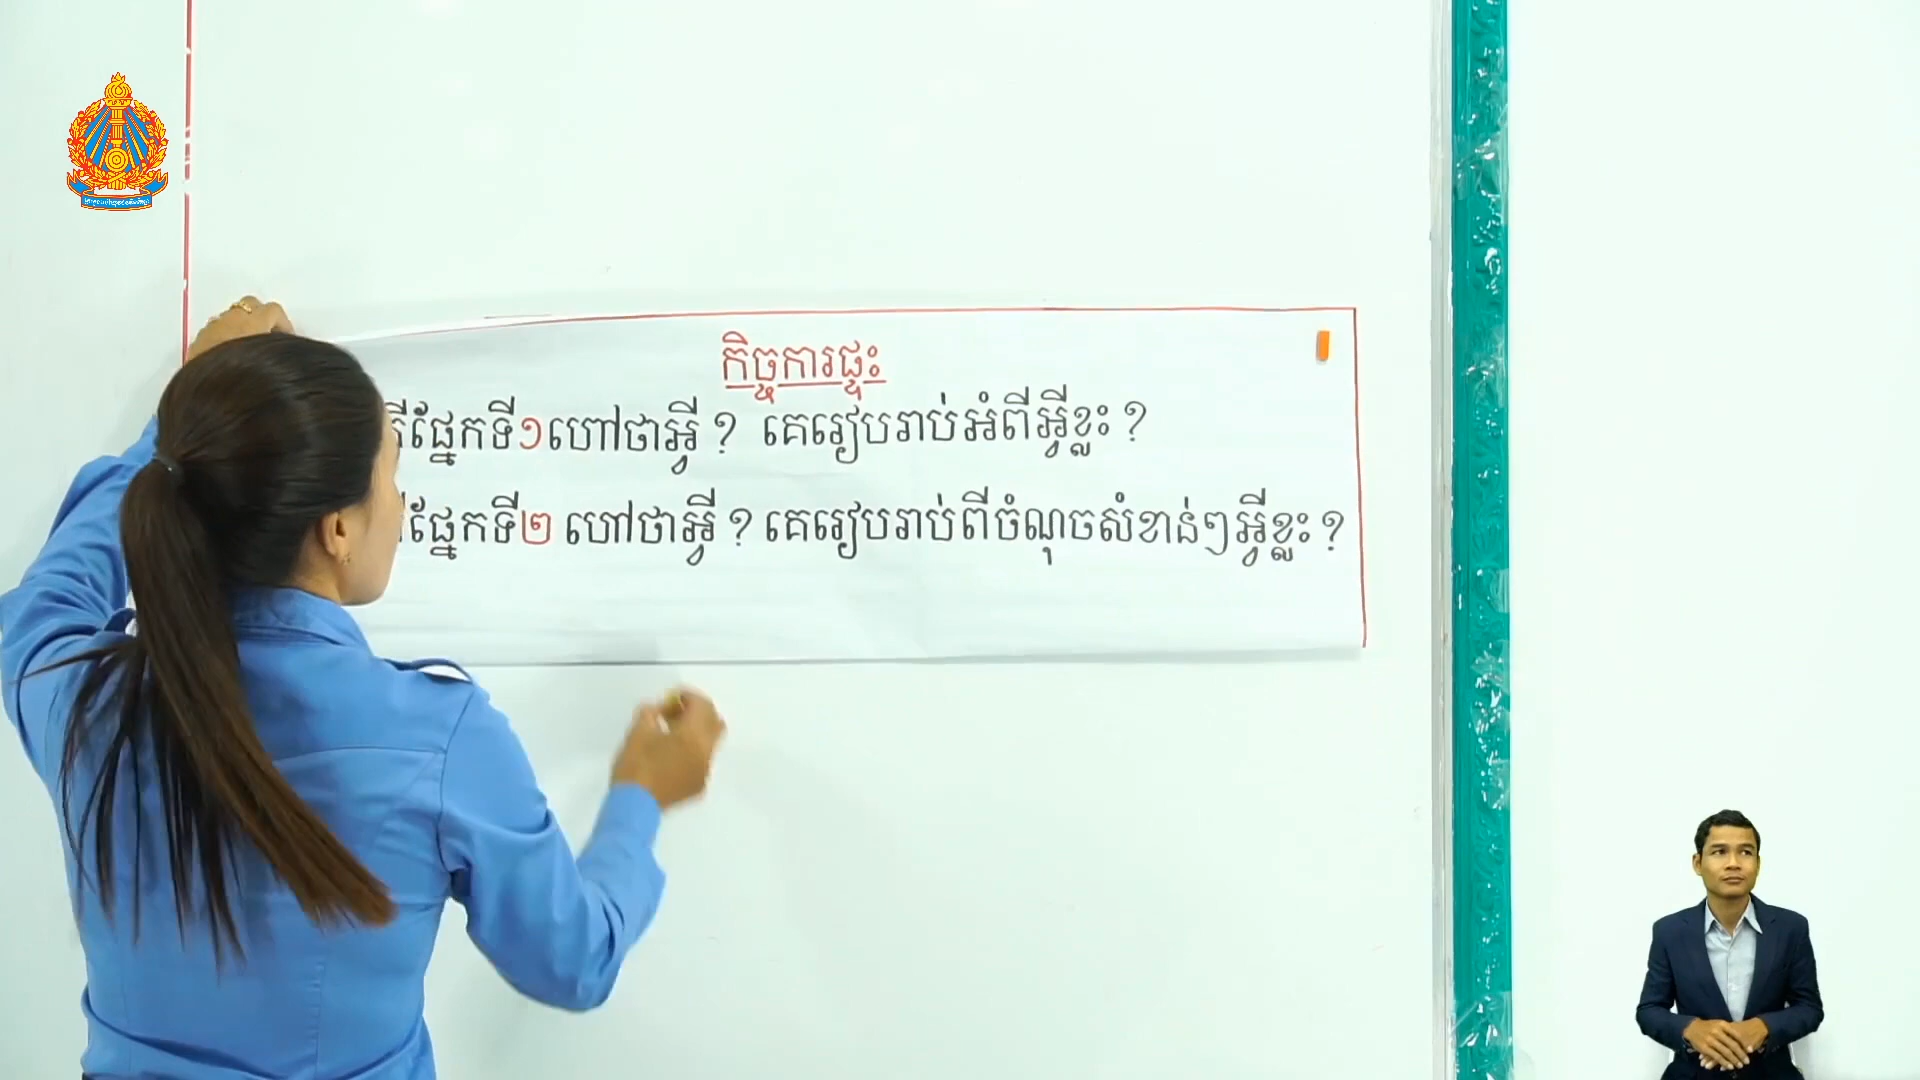 កិច្ចការផ្ទះ
ផ្នែកទី១ហៅថាអ្វី ? គេរៀបរាប់អំពីអ្វីខ្លះ ?
ផ្នែកទី២ ហៅថាអ្វី ? គេរៀបរាប់ពីចំណុចសំខាន់ៗអ្វីខ្លះ ?